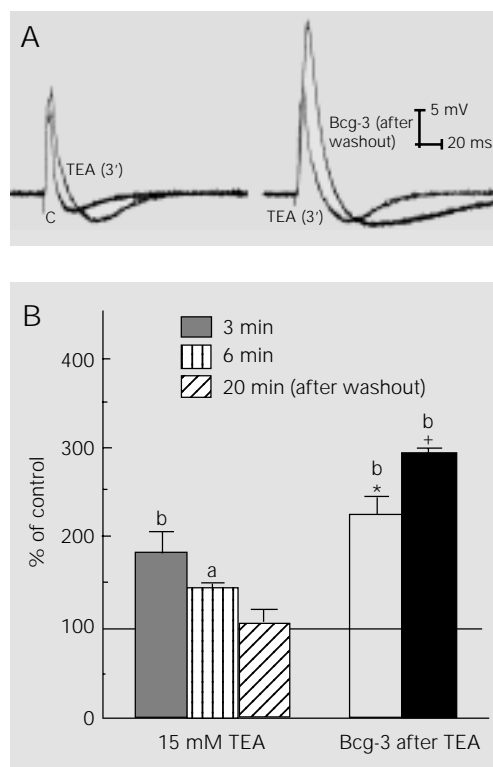 A
Bcg-3 (after
washout)
5 mV
20 ms
TEA (3′)
C
TEA (3′)
B
3 min
6 min
20 min (after washout)
% of control
400
300
200
100
0
b
a
b
*
b
+
15 mM TEA
Bcg-3 after TEA